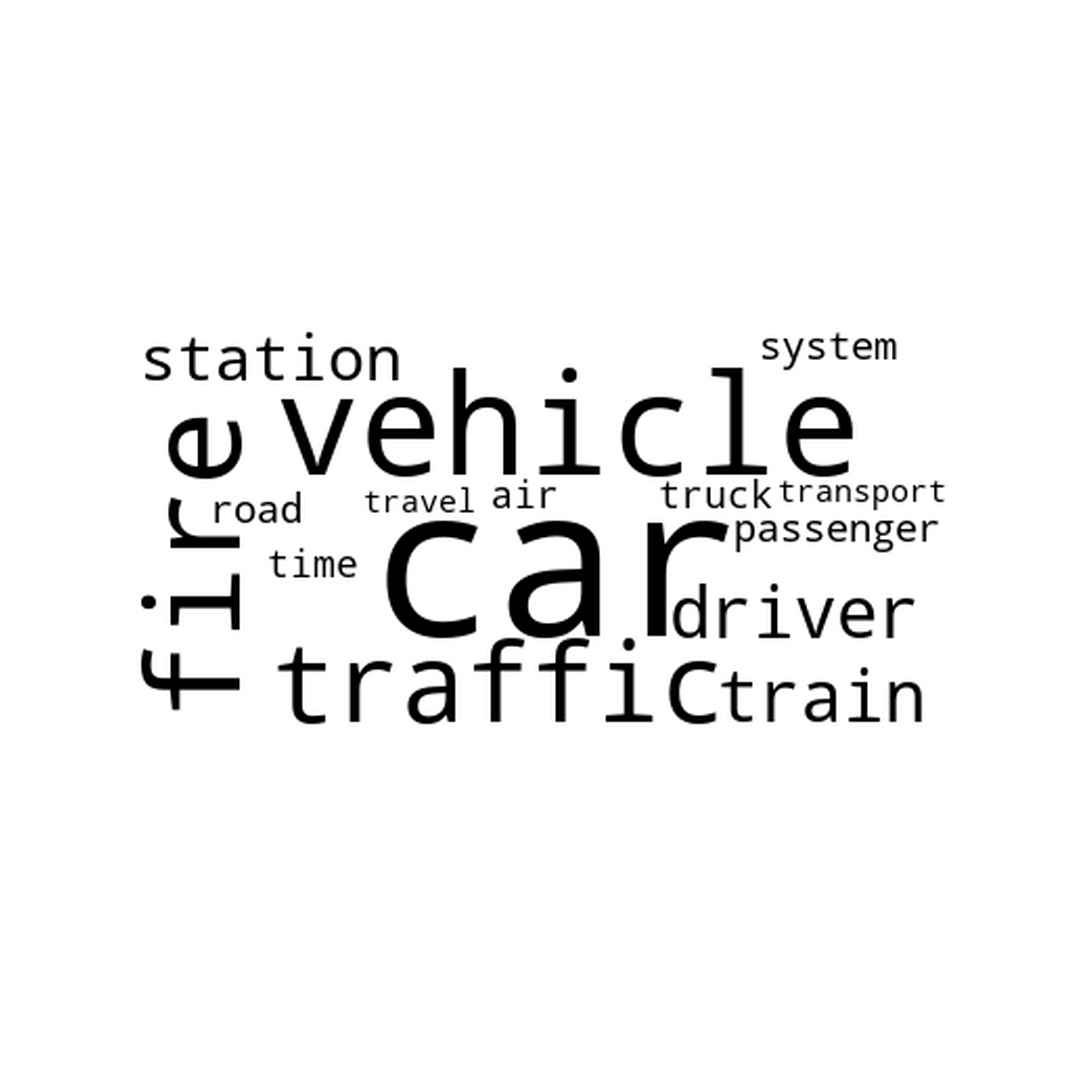 station
system
vehicle
fire
road
travel
air
truck
transport
passenger
time
car
driver
traffic
train